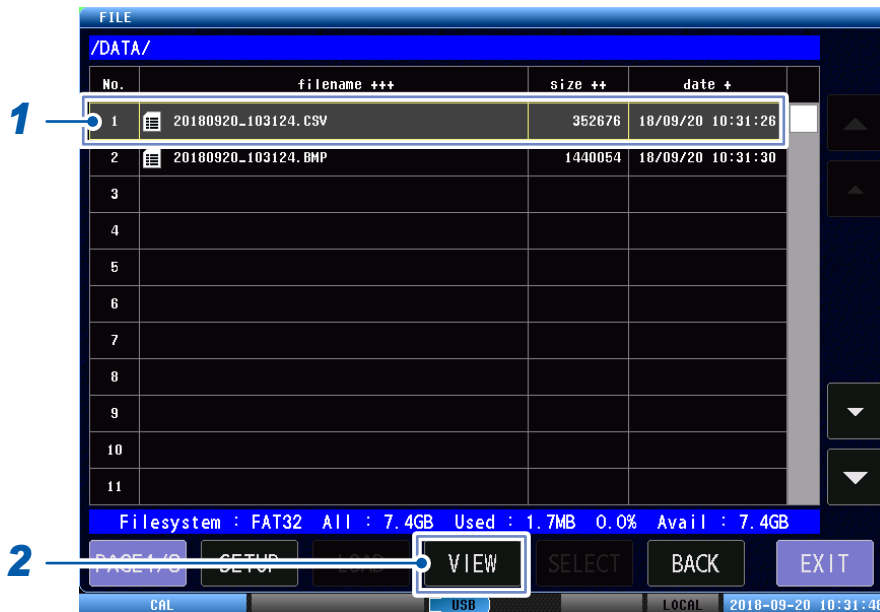 FILE
/DATA/
No. filename +++ size ++ date +
1 1 20180920_103124.CSV 352676 18/09/20 10:31:26
2 20180920_103124.BMP 1440054 18/09/20 10:31:30
3
4
5
6
7
8
9
10
11
Filesystem : FAT32 All : 7.4GB Used : 1.7MB 0.0% Avail : 7.4GB
2 SETUP LOAD VIEW SELECT BACK EXIT
CAL USB LOCAL 2018-09-20 10:31:48